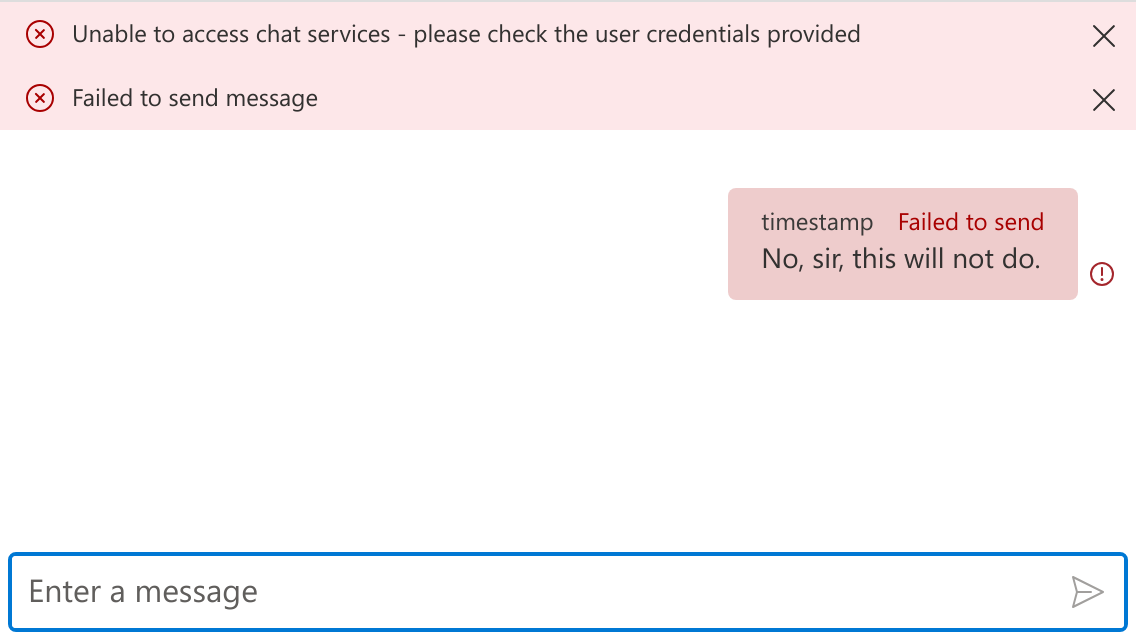 Unable to access chat services - please check the user credentials provided
Failed to send message
timestamp Failed to send
No, sir, this will not do.
Enter a message